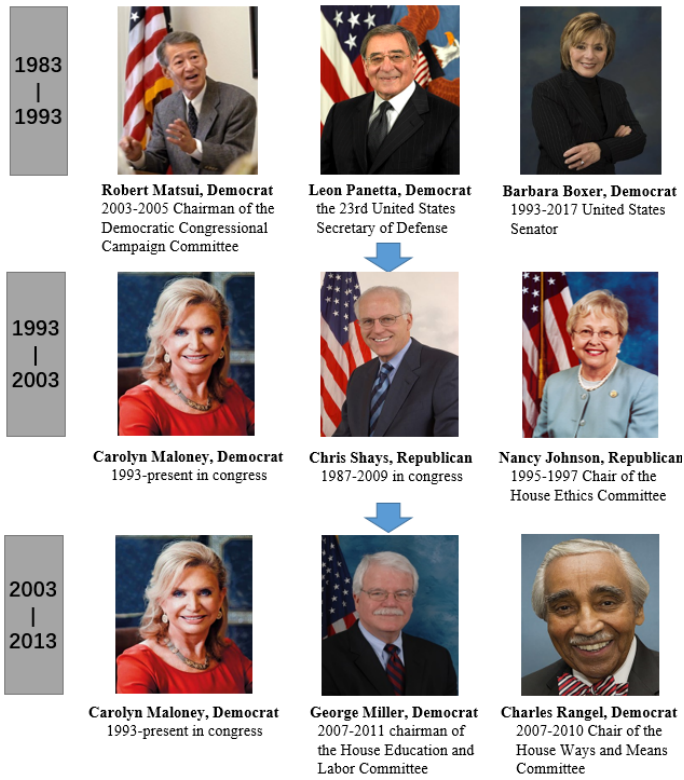 1983
|
1993
Robert Matsui, Democrat
2003-2005 Chairman of the
Democratic Congressional
Campaign Committee
Leon Panetta, Democrat
the 23rd United States
Secretary of Defense
Barbara Boxer, Democrat
1993-2017 United States
Senator
1993
|
2003
Carolyn Maloney, Democrat
1993-present in congress
Chris Shays, Republican
1987-2009 in congress
Nancy Johnson, Republican
1995-1997 Chair of the
House Ethics Committee
2003
|
2013
Carolyn Maloney, Democrat
1993-present in congress
George Miller, Democrat
2007-2011 chairman of
the House Education and
Labor Committee
Charles Rangel, Democrat
2007-2010 Chair of the
House Ways and Means
Committee